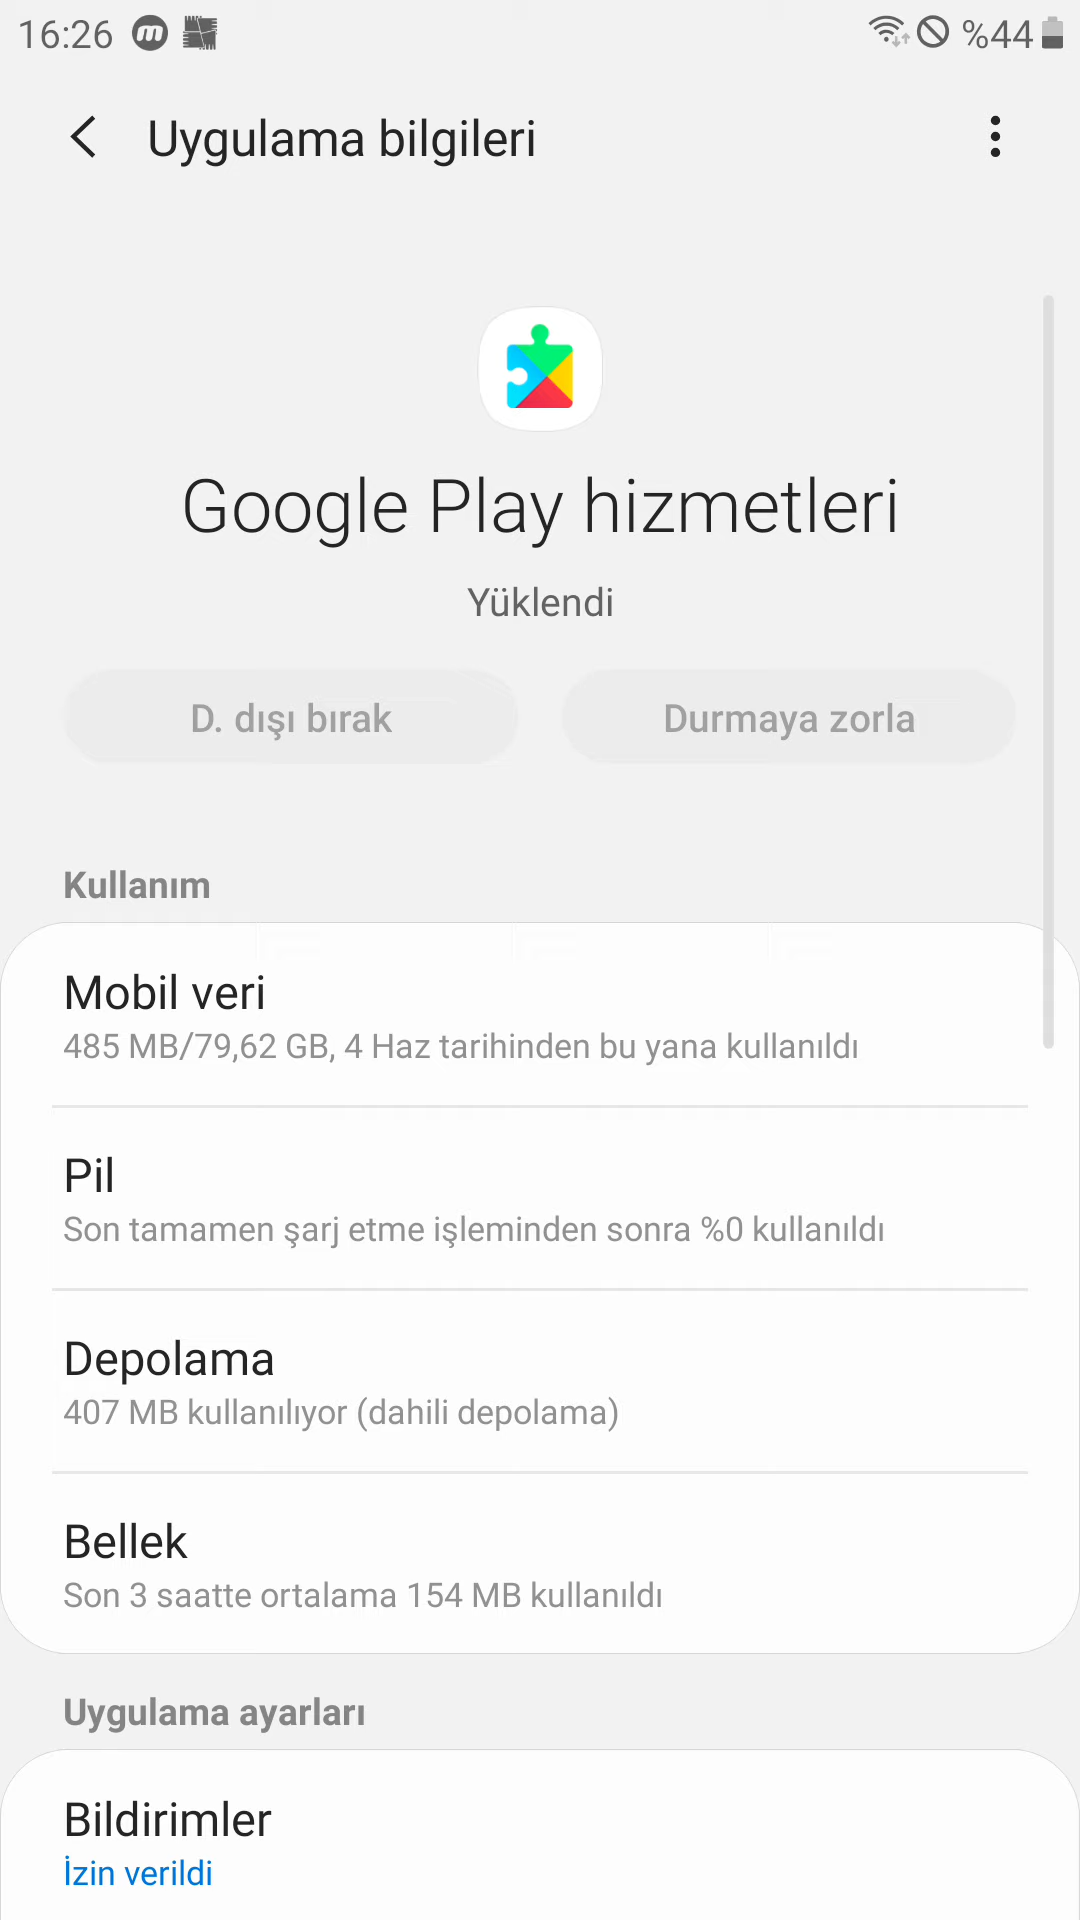 16:26 %44
Uygulama bilgileri
Google Play hizmetleri
Yüklendi
D. dışı bırak
Durmaya zorla
Kullanım
Mobil veri
485 MB/79,62 GB, 4 Haz tarihinden bu yana kullanıldı
Pil
Son tamamen şarj etme işleminden sonra %0 kullanıldı
Depolama
407 MB kullanılıyor (dahili depolama)
Bellek
Son 3 saatte ortalama 154 MB kullanıldı
Uygulama ayarları
Bildirimler
İzin verildi